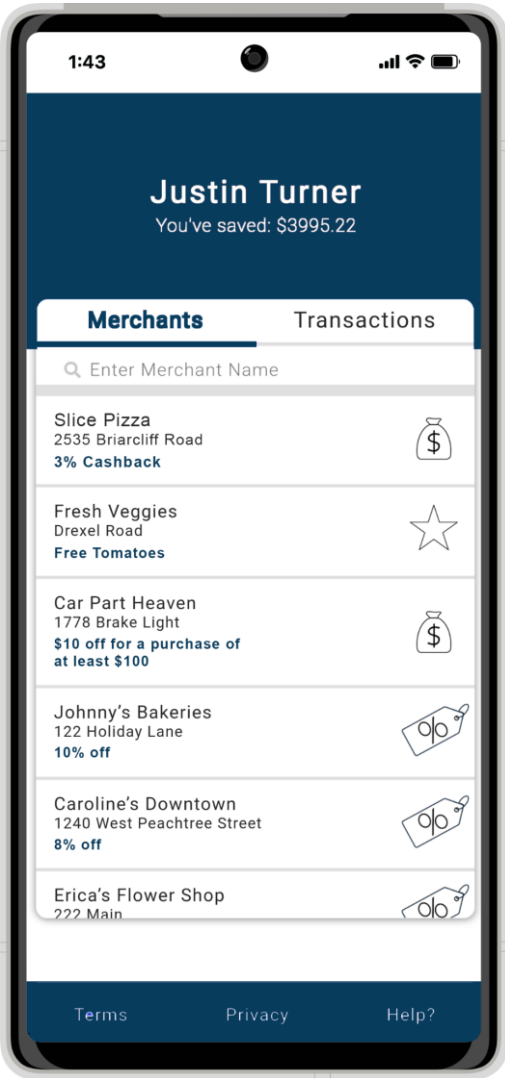 1:43
Justin Turner
You've saved: $3995.22
Merchants
Transactions
Enter Merchant Name
Slice Pizza
2535 Briarcliff Road
3% Cashback
$
Fresh Veggies
Drexel Road
Free Tomatoes
Car Part Heaven
1778 Brake Light
$10 off for a purchase of
at least $100
$
Johnny’s Bakeries
122 Holiday Lane
10% off
%
Caroline’s Downtown
1240 West Peachtree Street
8% off
%
Erica’s Flower Shop
222 Main
%
Terms
Privacy
Help?